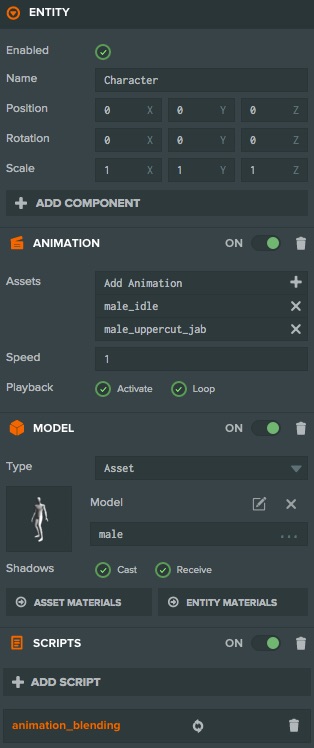 ENTITY
Enabled
Name Character
Position 0 X 0 Y 0 Z
Rotation 0 X 0 Y 0 Z
Scale 1 X 1 Y 1 Z
ADD COMPONENT
ANIMATION ON
Assets Add Animation
male_idle
male_uppercut_jab
Speed 1
Playback Activate Loop
MODEL ON
Type Asset
Model
male ...
Shadows Cast Receive
ASSET MATERIALS ENTITY MATERIALS
SCRIPTS ON
ADD SCRIPT
animation_blending